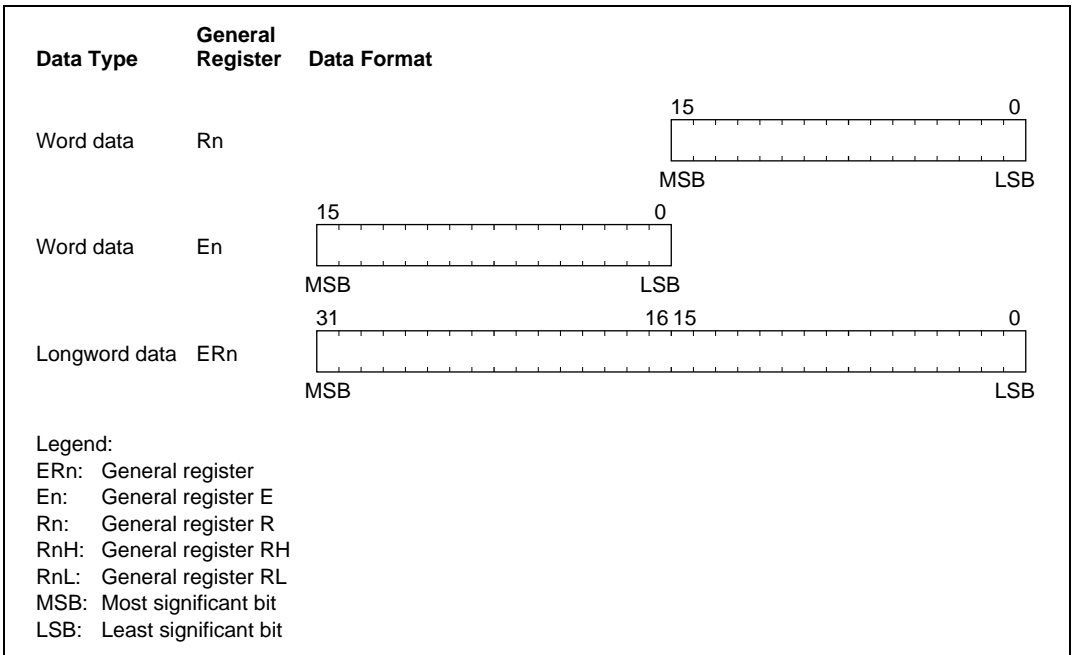 General
Data Type Register Data Format
15 0
Word data Rn
MSB LSB
15 0
Word data En
MSB LSB
31 16 15 0
Longword data ERn
MSB LSB
Legend:
ERn: General register
En: General register E
Rn: General register R
RnH: General register RH
RnL: General register RL
MSB: Most significant bit
LSB: Least significant bit